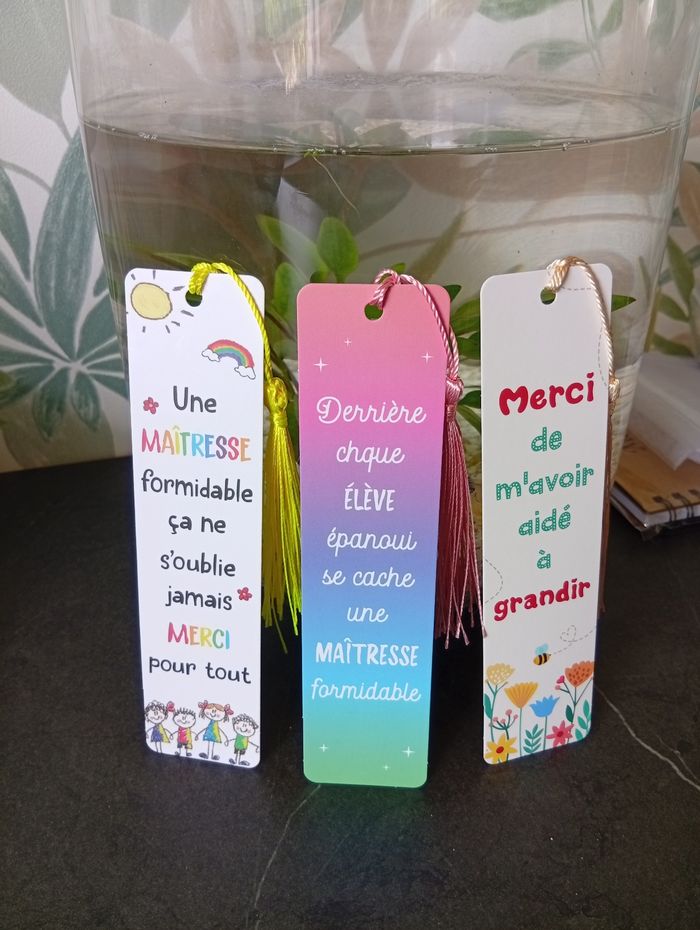 Une
MAÎTRESSE
formidable
ça ne
s'oublie
jamais
MERCI
pour tout
Derrière
chque
ÉLÈVE
épanoui
se cache
une
MAÎTRESSE
formidable
Merci
de
m'avoir
aidé
à
grandir